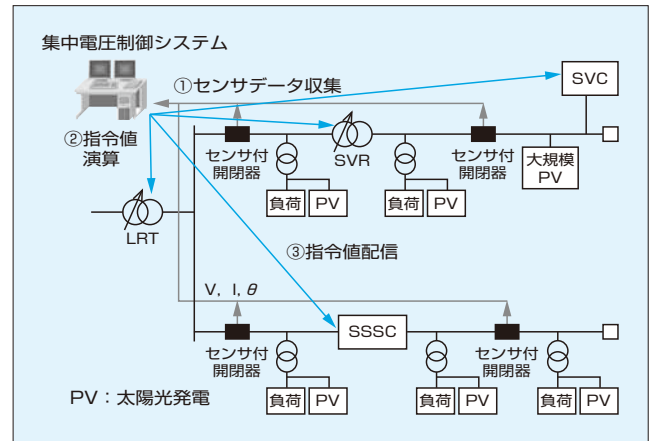 集中電圧制御システム
①センサデータ収集
SVC
②指令値
演算
センサ付
開閉器
SVR
センサ付
開閉器
大規模
PV
負荷
PV
負荷
PV
LRT
③指令値配信
V, I, θ
SSSC
センサ付
開閉器
センサ付
開閉器
PV：太陽光発電
負荷
PV
負荷
PV
負荷
PV